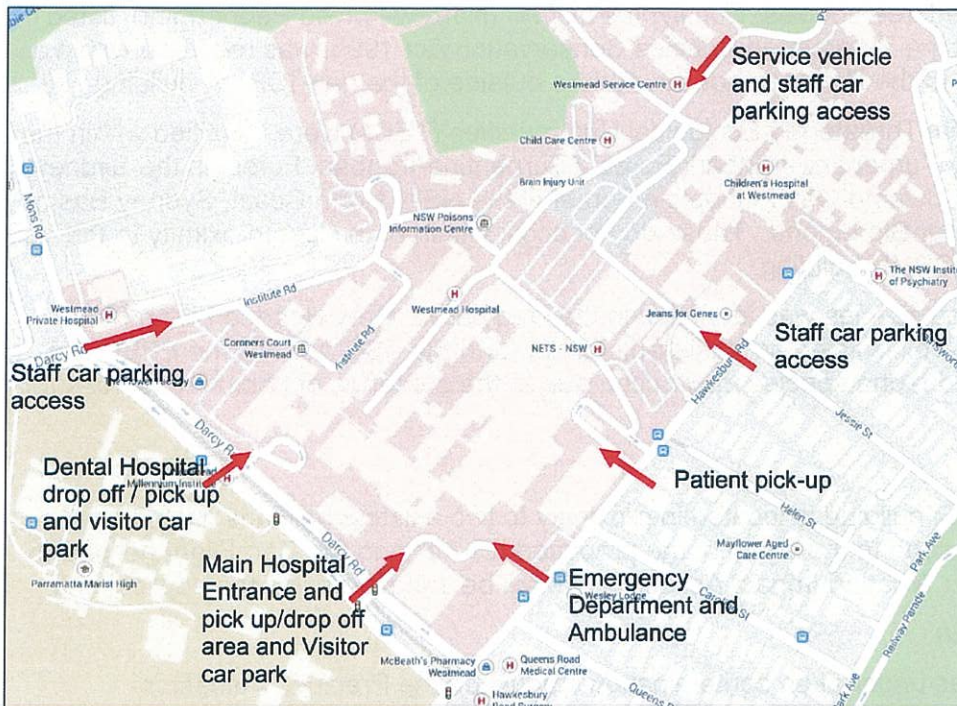 Service vehicle
and staff car
parking access
Westmead Service Centre
Child Care Centre
Brain Injury Unit
Children's Hospital
at Westmead
Mons Rd
NSW Poisons
Information Centre
The NSW Instit
of Psychiatry
Westmead
Private Hospital
Institute Rd
Westmead Hospital
Jeans for Genes
Coroners Court
Westmead
Institute Rd
NETS - NSW
Hawkesbury Rd
Staff car parking
access
Darcy Rd
Staff car parking
access
Darcy Rd
Jessie St
Dental Hospital
drop off / pick up
and visitor car
park
Millennium Institute
Patient pick-up
Helen St
Parramatta Marist High
Darcy Rd
Mayflower Aged
Care Centre
Park Ave
Main Hospital
Entrance and
pick up/drop off
area and Visitor
car park
Emergency
Department and
Ambulance
Wesley Lodge
Railway Parade
McBeath's Pharmacy
Westmead
Queens Road
Medical Centre
Park Ave
Hawkesbury